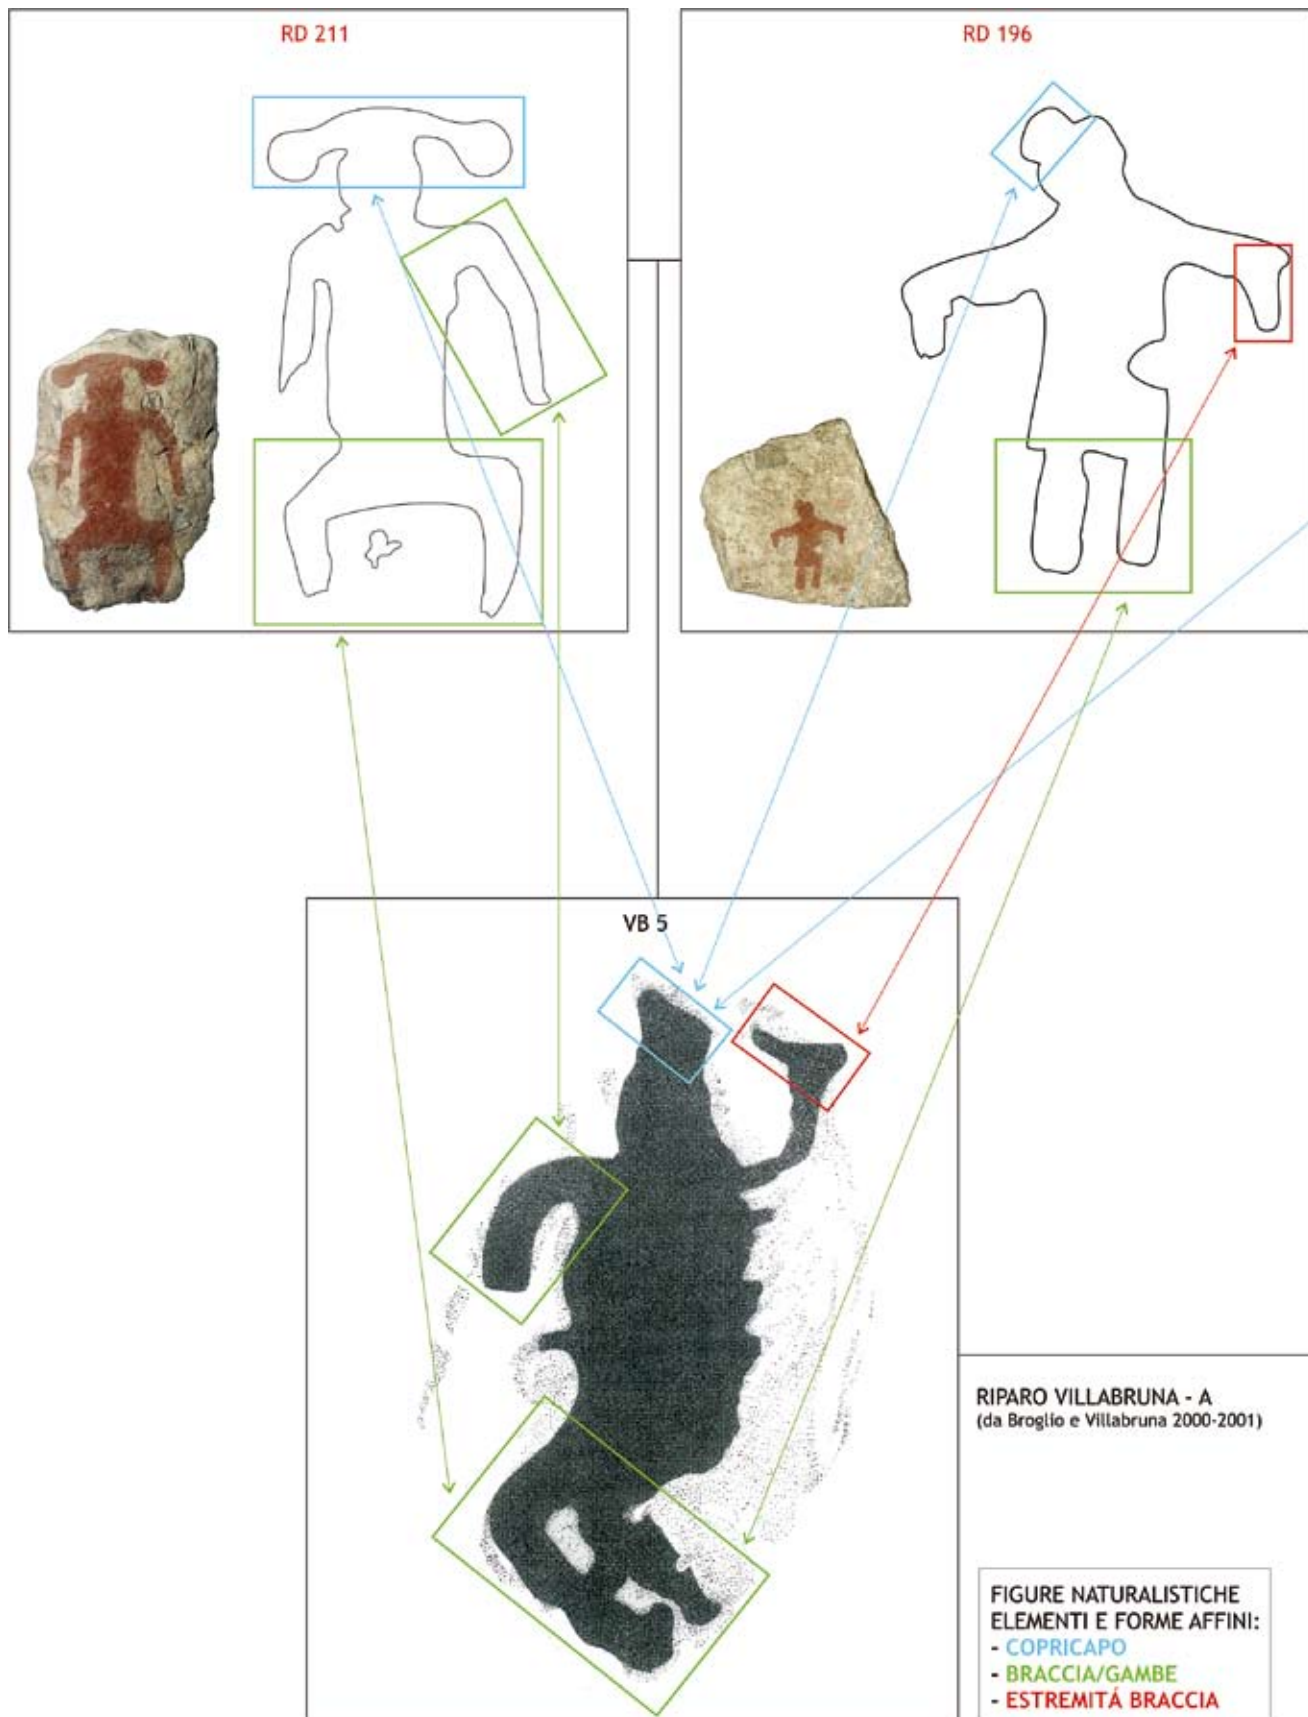 RD 211
RD 196
VB 5
RIPARO VILLABRUNA - A
(da Broglio e Villabruna 2000-2001)
FIGURE NATURALISTICHE
ELEMENTI E FORME AFFINI:
- COPRICAPO
- BRACCIA/GAMBE
- ESTREMITÁ BRACCIA